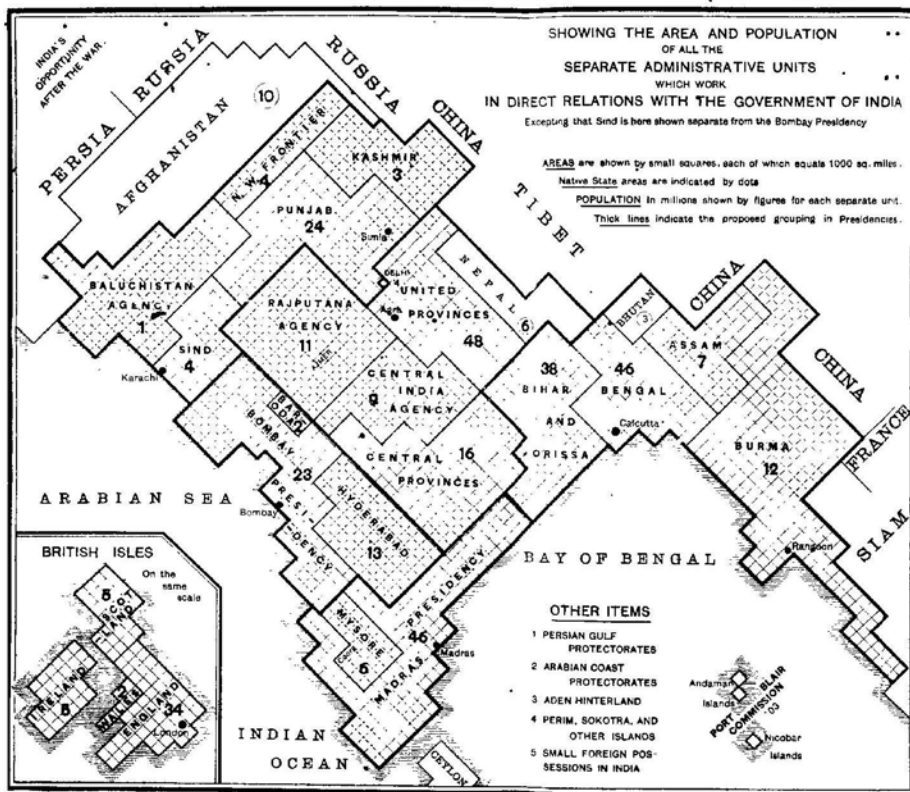 INDIA'S
OPPORTUNITY
AFTER THE WAR.
SHOWING THE AREA AND POPULATION
OF ALL THE
SEPARATE ADMINISTRATIVE UNITS
WHICH WORK
IN DIRECT RELATIONS WITH THE GOVERNMENT OF INDIA
Excepting that Sind is here shown separate from the Bombay Presidency
AREAS are shown by small squares, each of which equals 1000 sq. miles.
Native State areas are indicated by dots
POPULATION in millions shown by figures for each separate unit.
Thick lines indicate the proposed grouping in Presidencies.
PERSIA
RUSSIA
RUSSIA
CHINA
TIBET
CHINA
CHINA
FRANCE
SIAM
AFGHANISTAN
10
N.W. FRONTIER
4
KASHMIR
3
PUNJAB.
24
Simla
DELHI
NEPAL
6
BALUCHISTAN
AGENCY
1
SIND
4
Karachi
RAJPUTANA
AGENCY
11
AJMER
UNITED
PROVINCES
48
Agra
CENTRAL
INDIA
AGENCY
9
CENTRAL
PROVINCES
16
BARODA
2
BOMBAY
PRESIDENCY
23
Bombay
HYDERABAD
13
MYSORE
6
Coorg
MADRAS PRESIDENCY
46
Madras
38
BIHAR
AND
ORISSA
46
BENGAL
Calcutta
BHUTAN
3
ASSAM
7
BURMA
12
Rangoon
ARABIAN SEA
BAY OF BENGAL
INDIAN
OCEAN
CEYLON
BRITISH ISLES
On the
same
scale
5
SCOTLAND
IRELAND
5
2
WALES
ENGLAND
34
London
OTHER ITEMS
1 PERSIAN GULF
PROTECTORATES
2 ARABIAN COAST
PROTECTORATES
3 ADEN HINTERLAND
4 PERIM, SOKOTRA, AND
OTHER ISLANDS
5 SMALL FOREIGN POS-
SESSIONS IN INDIA
Andaman
Islands
PORT BLAIR
COMMISSION
·03
Nicobar
Islands